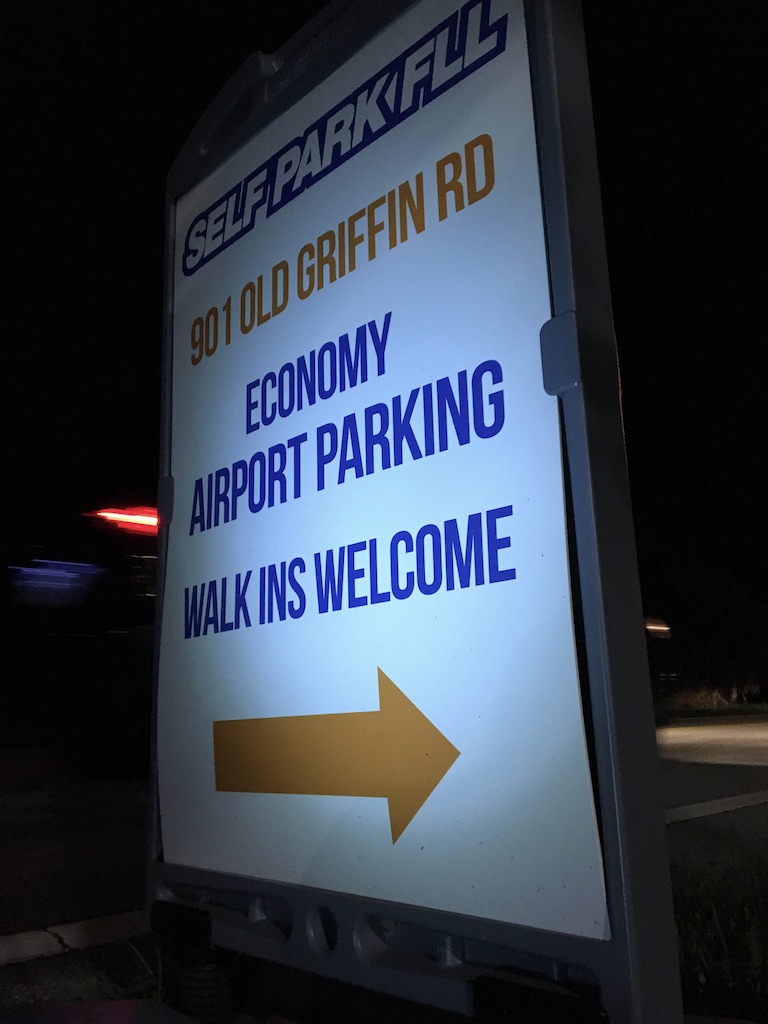 SELF PARK FLL
901 OLD GRIFFIN RD
ECONOMY
AIRPORT PARKING
WALK INS WELCOME